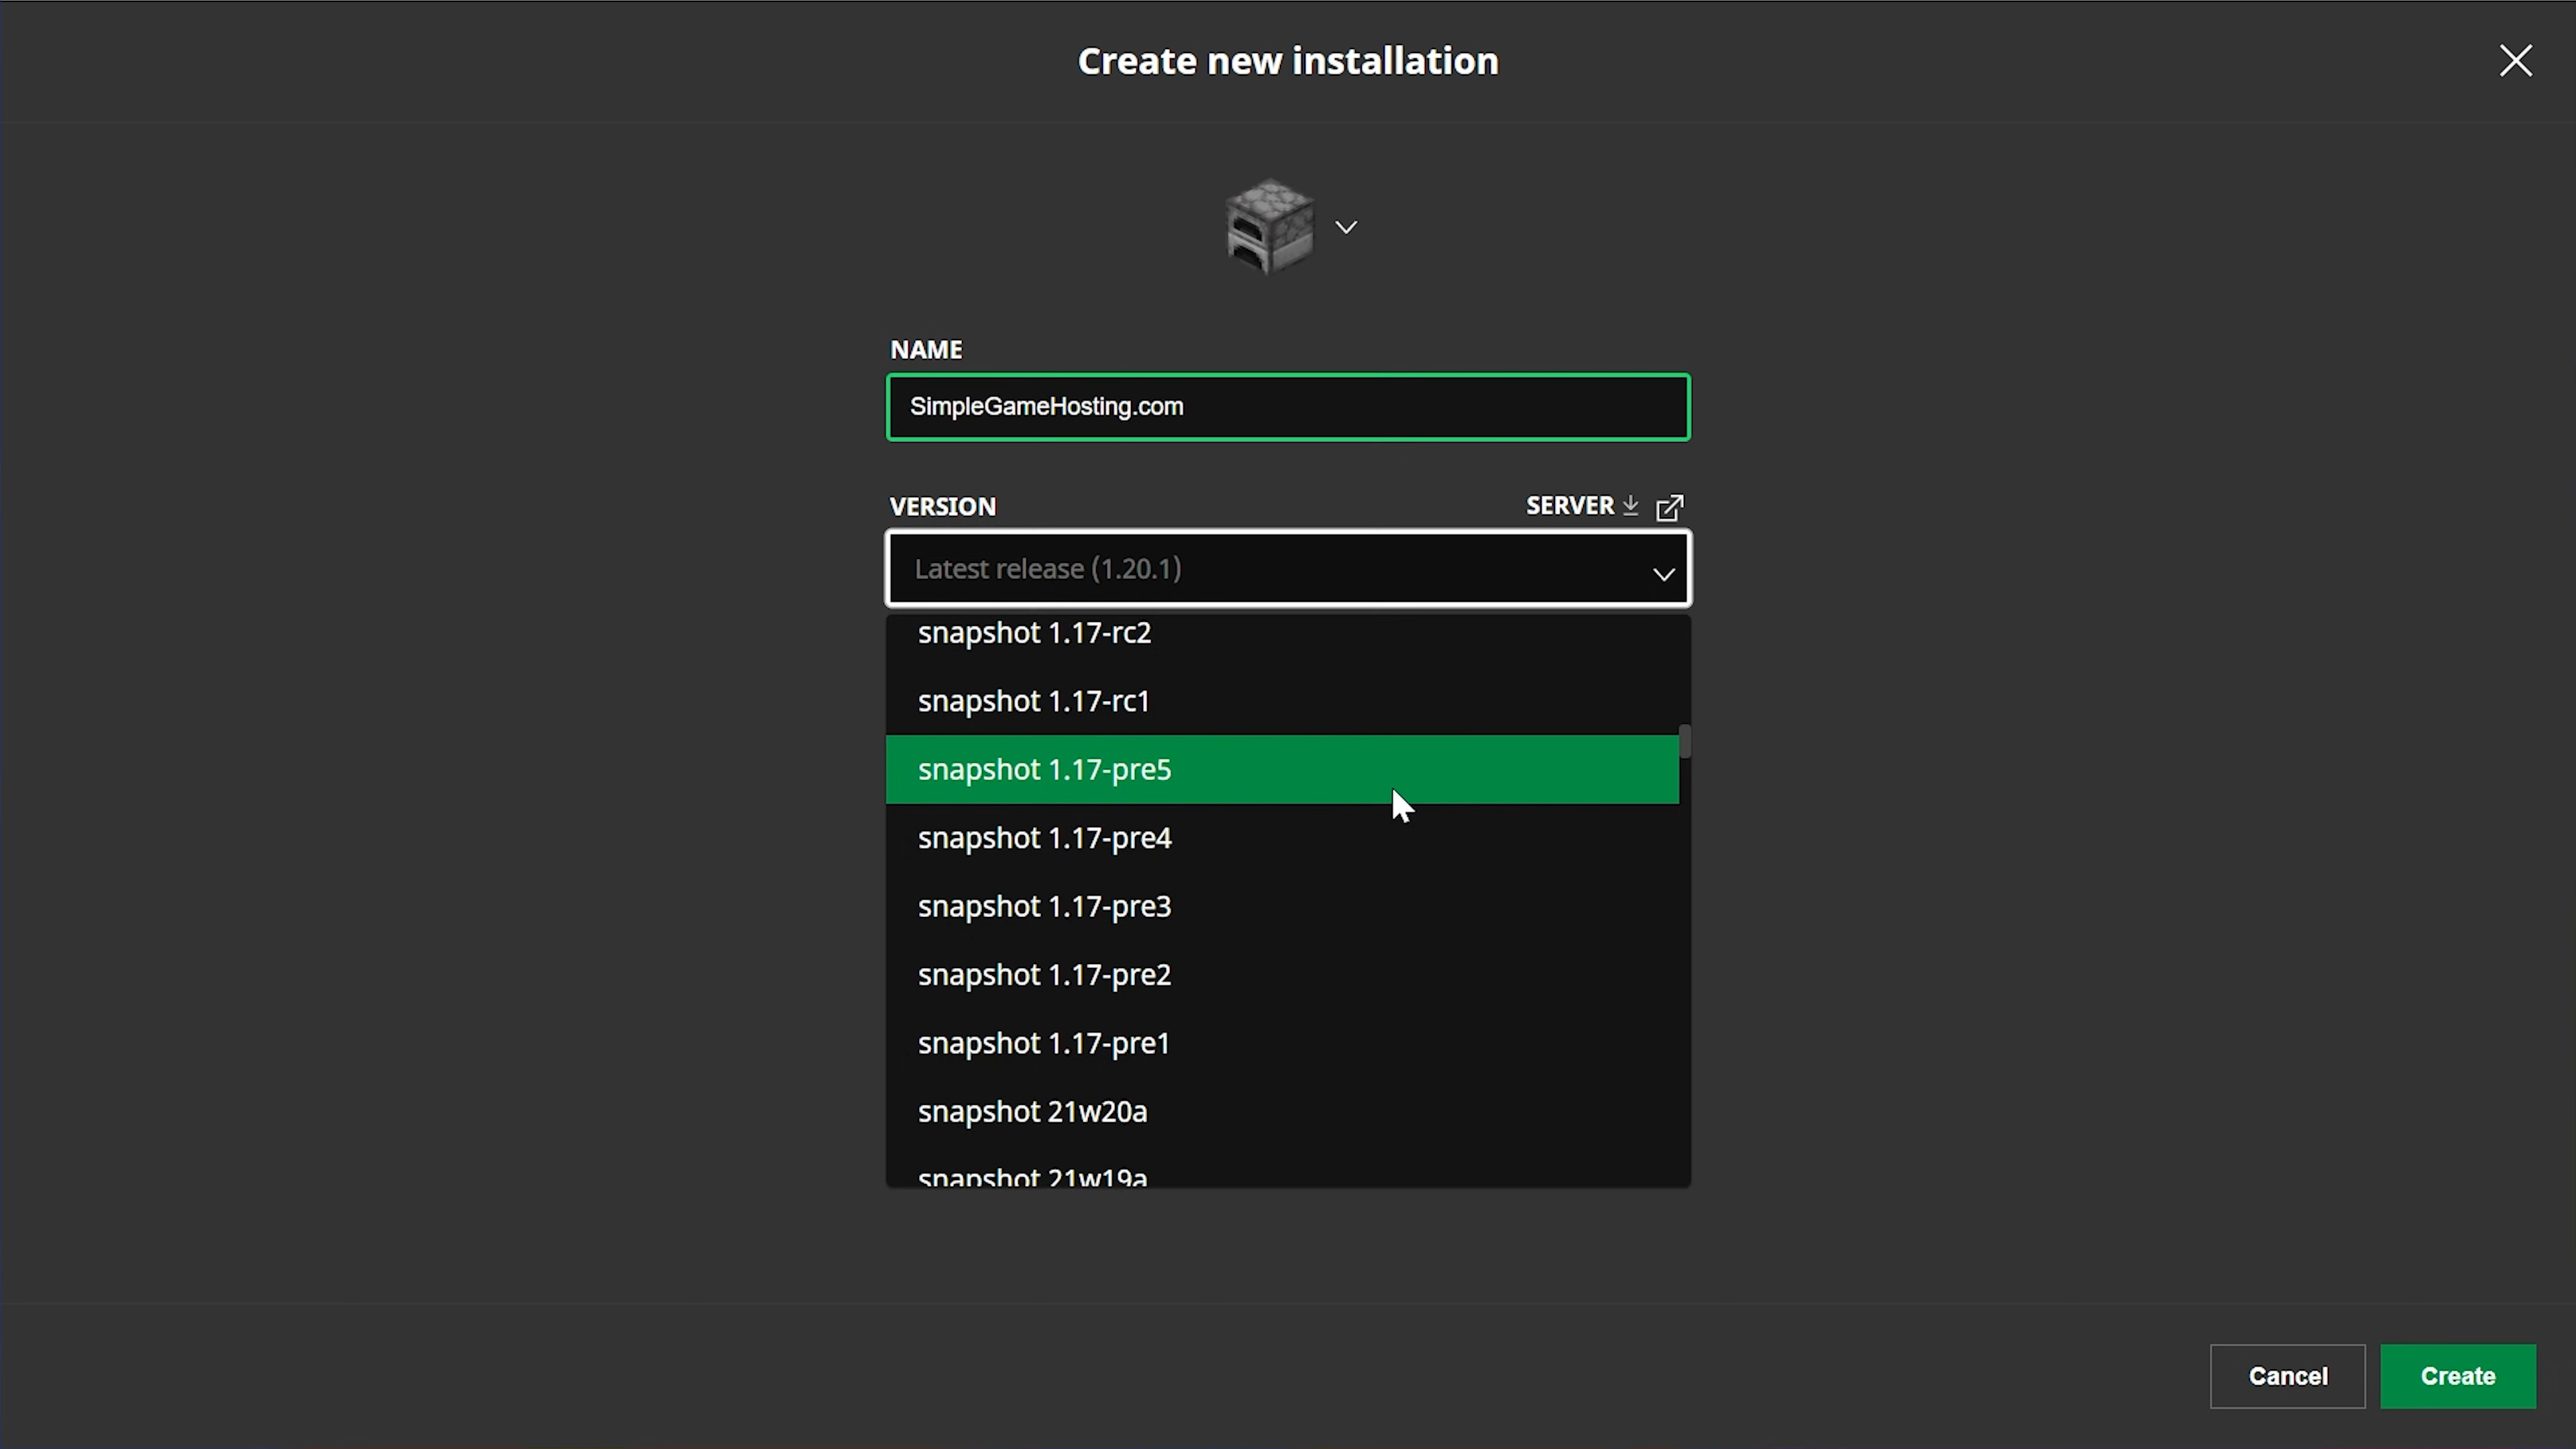 Create new installation
NAME
SimpleGameHosting.com
VERSION
SERVER
Latest release (1.20.1)
snapshot 1.17-rc2
snapshot 1.17-rc1
snapshot 1.17-pre5
snapshot 1.17-pre4
snapshot 1.17-pre3
snapshot 1.17-pre2
snapshot 1.17-pre1
snapshot 21w20a
snapshot 21w19a
Cancel
Create